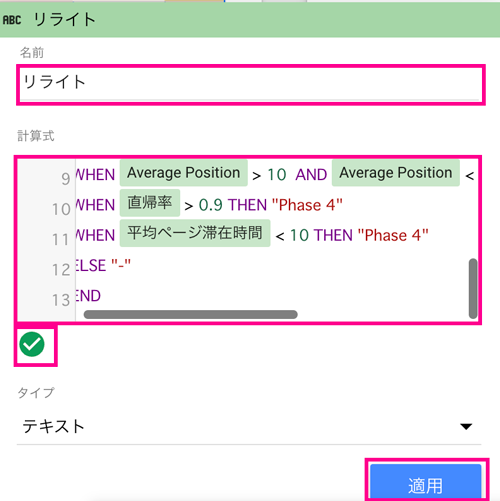 ABC リライト
名前
リライト
計算式
9 WHEN Average Position > 10 AND Average Position <
10 WHEN 直帰率 > 0.9 THEN "Phase 4"
11 WHEN 平均ページ滞在時間 < 10 THEN "Phase 4"
12 ELSE "-"
13 END
タイプ
テキスト
適用